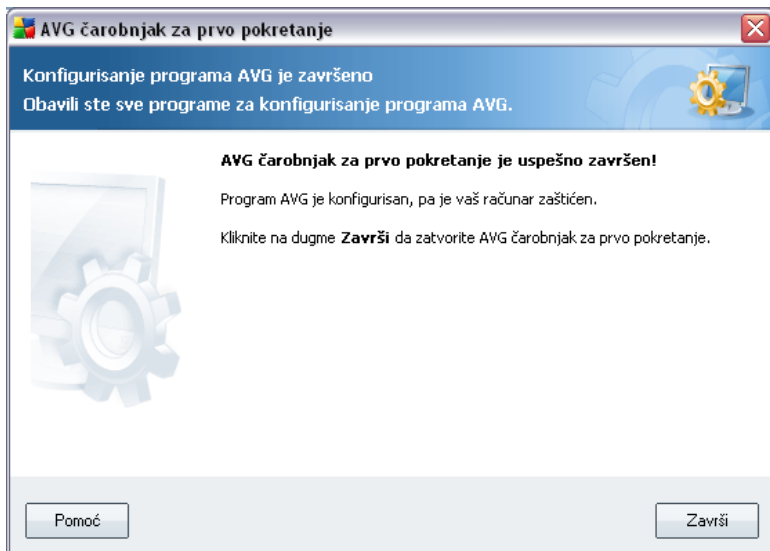 AVG čarobnjak za prvo pokretanje
Konfigurisanje programa AVG je završeno
Obavili ste sve programe za konfigurisanje programa AVG.
AVG čarobnjak za prvo pokretanje je uspešno završen!
Program AVG je konfigurisan, pa je vaš računar zaštićen.
Kliknite na dugme Završi da zatvorite AVG čarobnjak za prvo pokretanje.
Pomoć
Završi